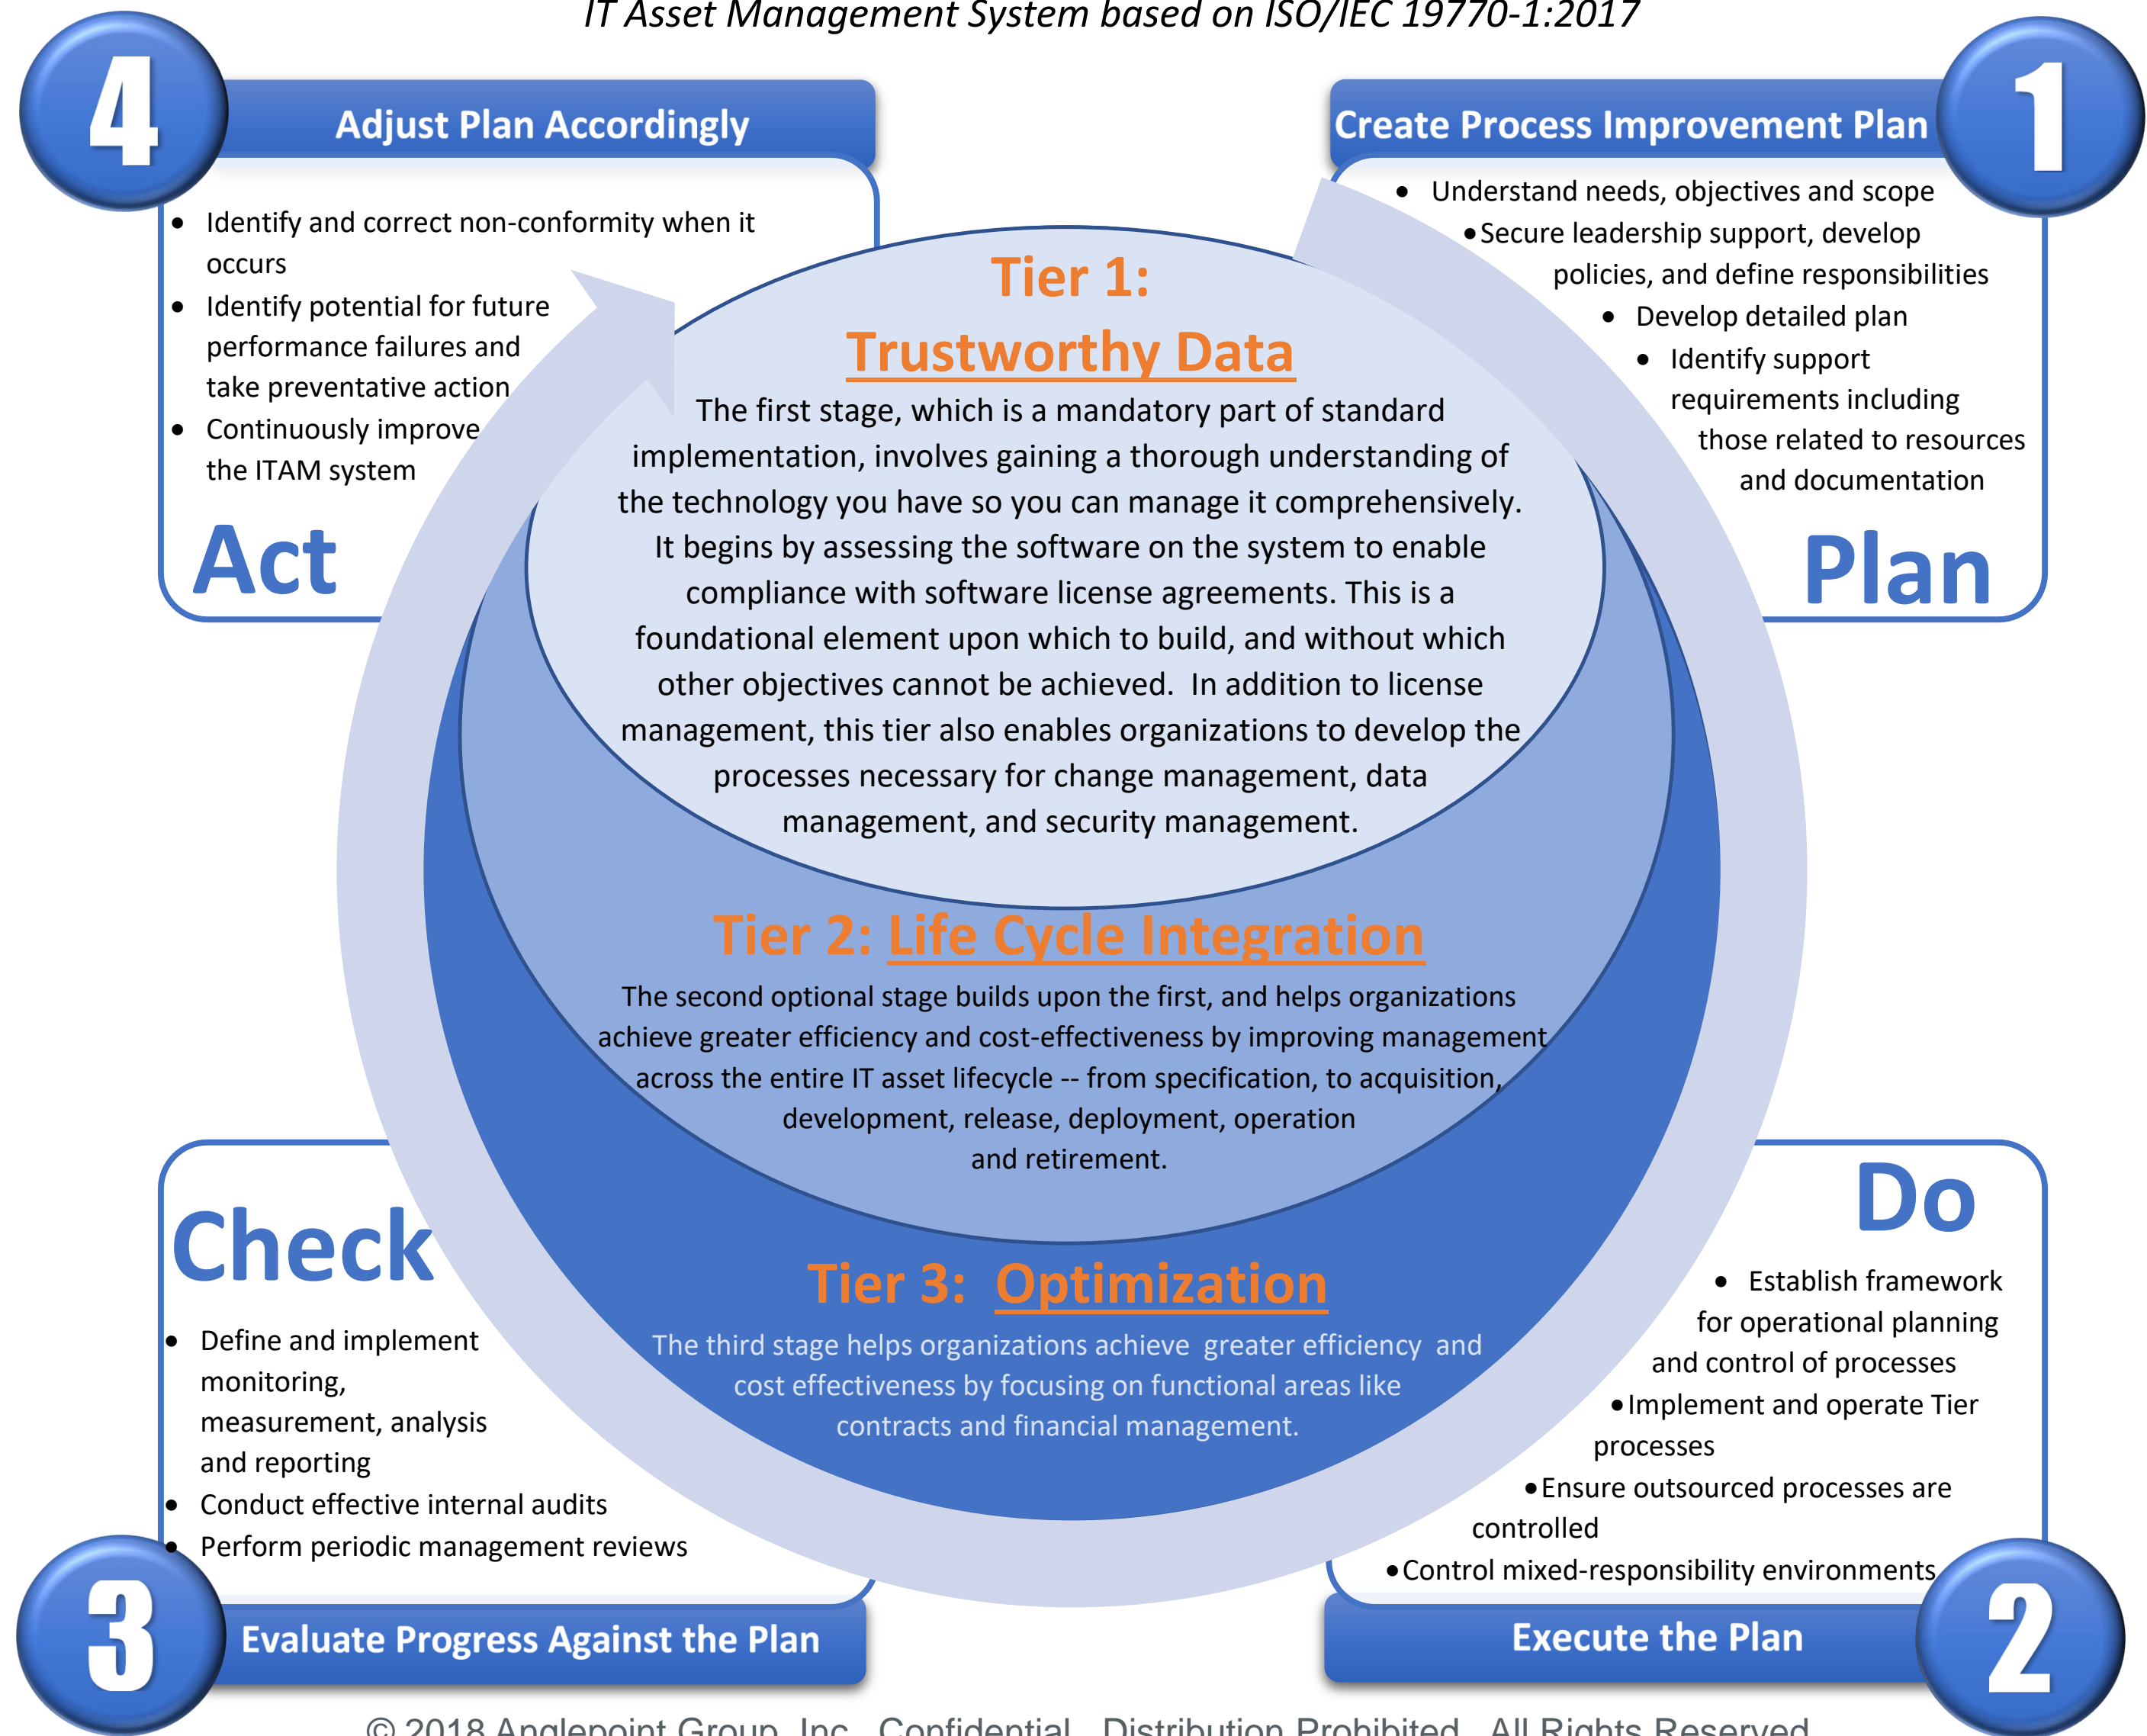 IT Asset Management System based on ISO/IEC 19770-1:2017
4
Adjust Plan Accordingly
• Identify and correct non-conformity when it
occurs
• Identify potential for future
performance failures and
take preventative action
• Continuously improve
the ITAM system
Act
1
Create Process Improvement Plan
• Understand needs, objectives and scope
• Secure leadership support, develop
policies, and define responsibilities
• Develop detailed plan
• Identify support
requirements including
those related to resources
and documentation
Plan
Tier 1:
Trustworthy Data
The first stage, which is a mandatory part of standard
implementation, involves gaining a thorough understanding of
the technology you have so you can manage it comprehensively.
It begins by assessing the software on the system to enable
compliance with software license agreements. This is a
foundational element upon which to build, and without which
other objectives cannot be achieved. In addition to license
management, this tier also enables organizations to develop the
processes necessary for change management, data
management, and security management.
Tier 2: Life Cycle Integration
The second optional stage builds upon the first, and helps organizations
achieve greater efficiency and cost-effectiveness by improving management
across the entire IT asset lifecycle -- from specification, to acquisition,
development, release, deployment, operation
and retirement.
Tier 3: Optimization
The third stage helps organizations achieve greater efficiency and
cost effectiveness by focusing on functional areas like
contracts and financial management.
Check
• Define and implement
monitoring,
measurement, analysis
and reporting
• Conduct effective internal audits
• Perform periodic management reviews
3
Evaluate Progress Against the Plan
Do
• Establish framework
for operational planning
and control of processes
• Implement and operate Tier
processes
• Ensure outsourced processes are
controlled
• Control mixed-responsibility environments
2
Execute the Plan
© 2018 Anglepoint Group, Inc. Confidential. Distribution Prohibited. All Rights Reserved